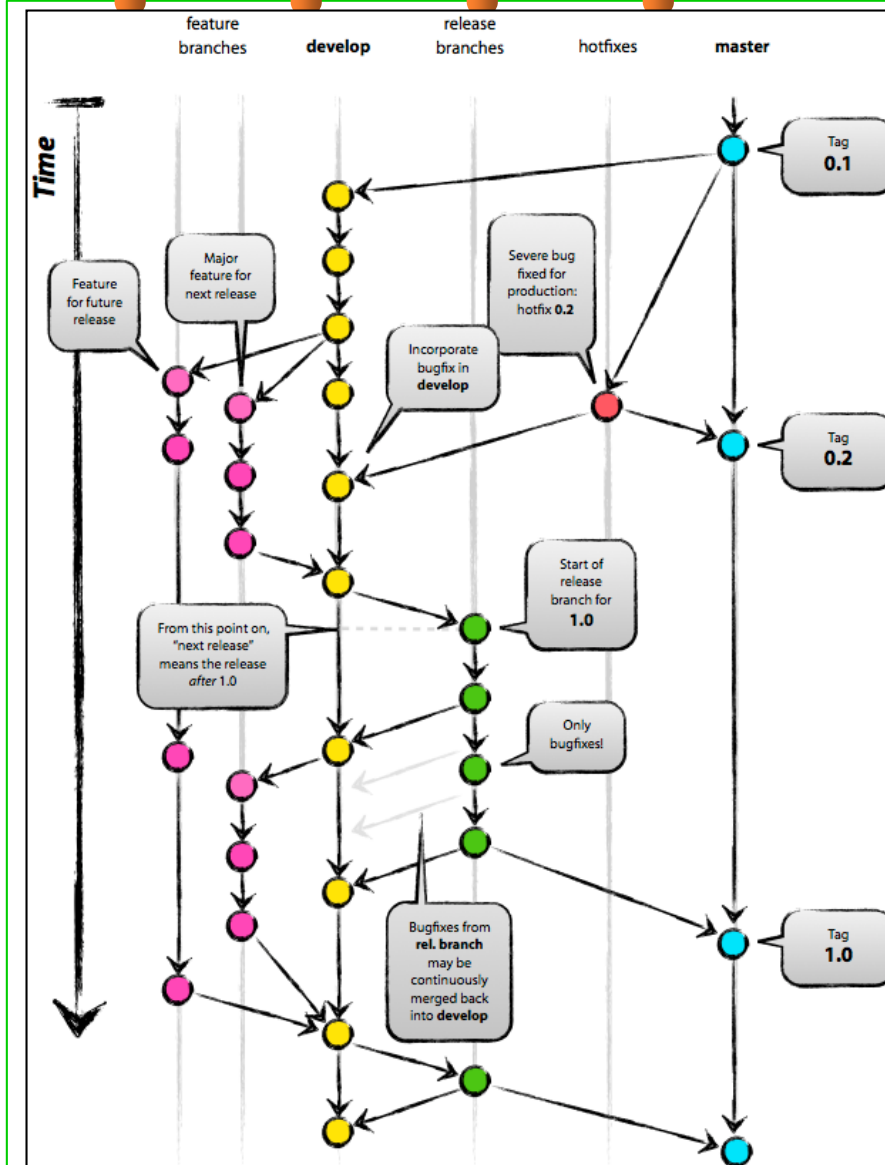 feature
branches
develop
release
branches
hotfixes
master
Time
Tag
0.1
Feature
for future
release
Major
feature for
next release
Severe bug
fixed for
production:
hotfix 0.2
Incorporate
bugfix in
develop
Tag
0.2
Start of
release
branch for
1.0
From this point on,
“next release”
means the release
after 1.0
Only
bugfixes!
Bugfixes from
rel. branch
may be
continuously
merged back
into develop
Tag
1.0